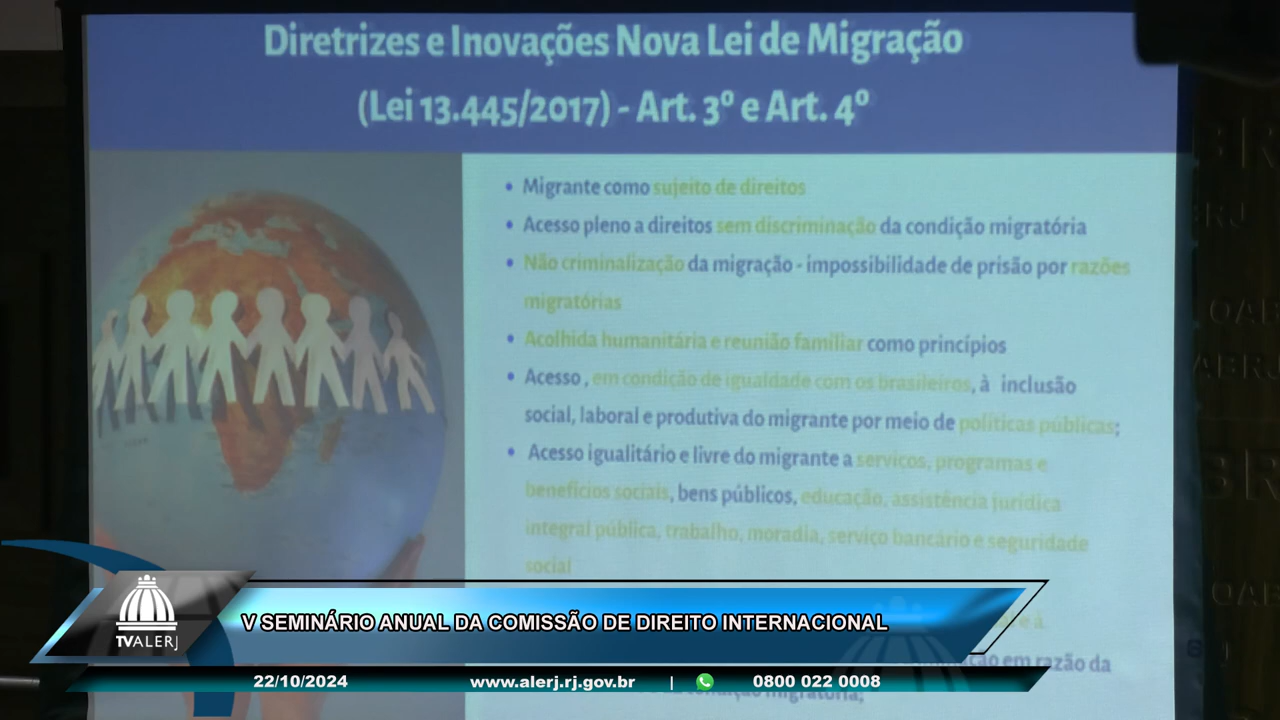 Diretrizes e Inovações Nova Lei de Migração
(Lei 13.445/2017) - Art. 3º e Art. 4º
• Migrante como sujeito de direitos
• Acesso pleno a direitos sem discriminação da condição migratória
• Não criminalização da migração - impossibilidade de prisão por razões
migratórias
• Acolhida humanitária e reunião familiar como princípios
• Acesso , em condição de igualdade com os brasileiros, à inclusão
social, laboral e produtiva do migrante por meio de políticas públicas;
• Acesso igualitário e livre do migrante a serviços, programas e
benefícios sociais, bens públicos, educação, assistência jurídica
integral pública, trabalho, moradia, serviço bancário e seguridade
social
em razão da
condição migratória;
TVALERJ
V SEMINÁRIO ANUAL DA COMISSÃO DE DIREITO INTERNACIONAL
22/10/2024 www.alerj.rj.gov.br | 0800 022 0008